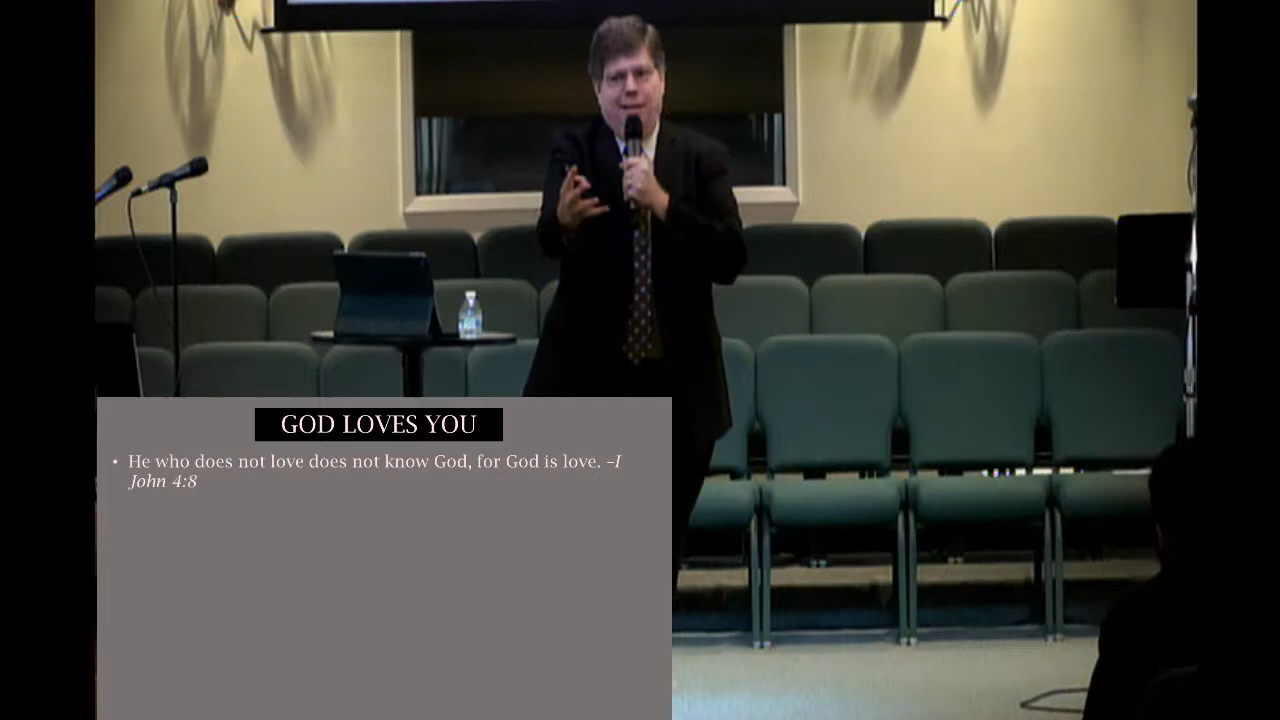 GOD LOVES YOU
• He who does not love does not know God, for God is love. –I
John 4:8